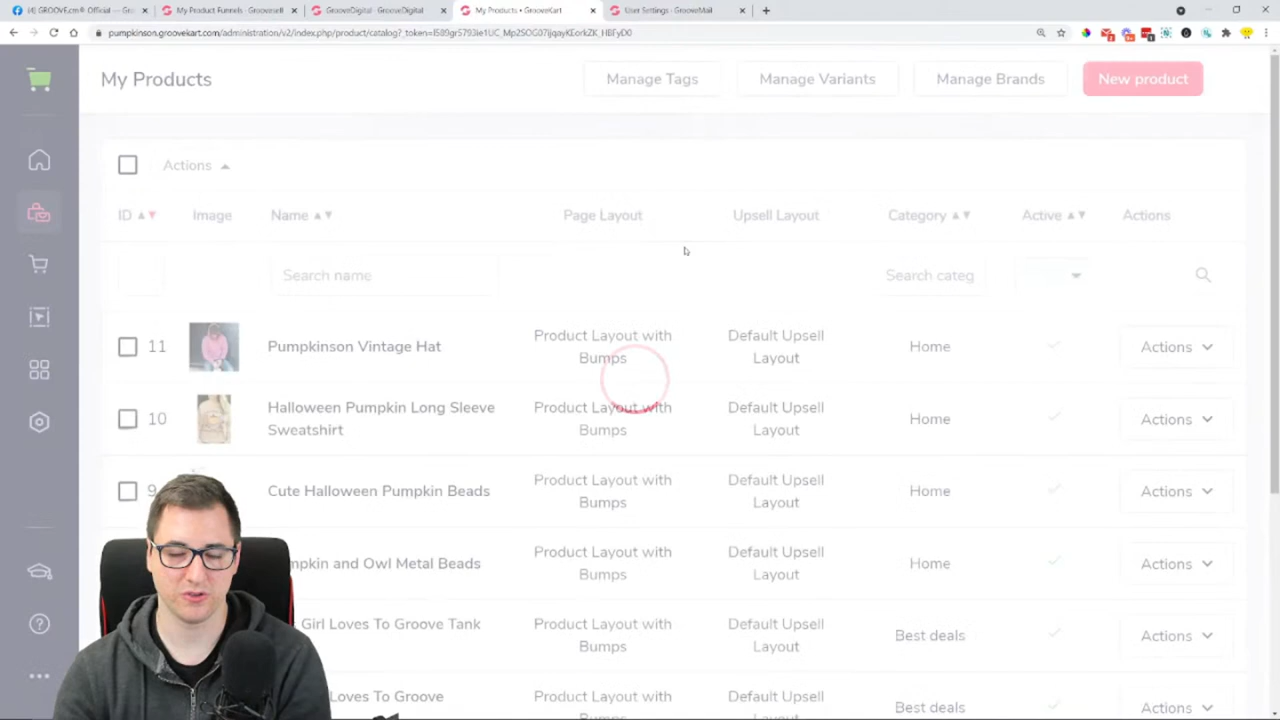 (4) GROOVE.cm® Official — Gro
My Product Funnels - Groovesell
GrooveDigital - GrooveDigital
My Products • GrooveKart
User Settings - GrooveMail
My Products
Manage Tags
Manage Variants
Manage Brands
New product
Actions
ID
Image
Name
Page Layout
Upsell Layout
Category
Active
Actions
Search name
Search categ
11
Pumpkinson Vintage Hat
Product Layout with
Bumps
Default Upsell
Layout
Home
Actions
10
Halloween Pumpkin Long Sleeve
Sweatshirt
Product Layout with
Bumps
Default Upsell
Layout
Home
Actions
9
Cute Halloween Pumpkin Beads
Product Layout with
Bumps
Default Upsell
Layout
Home
Actions
mpkin and Owl Metal Beads
Product Layout with
Bumps
Default Upsell
Layout
Home
Actions
Girl Loves To Groove Tank
Product Layout with
Bumps
Default Upsell
Layout
Best deals
Actions
Loves To Groove
Product Layout with
Default Upsell
Best deals
Actions